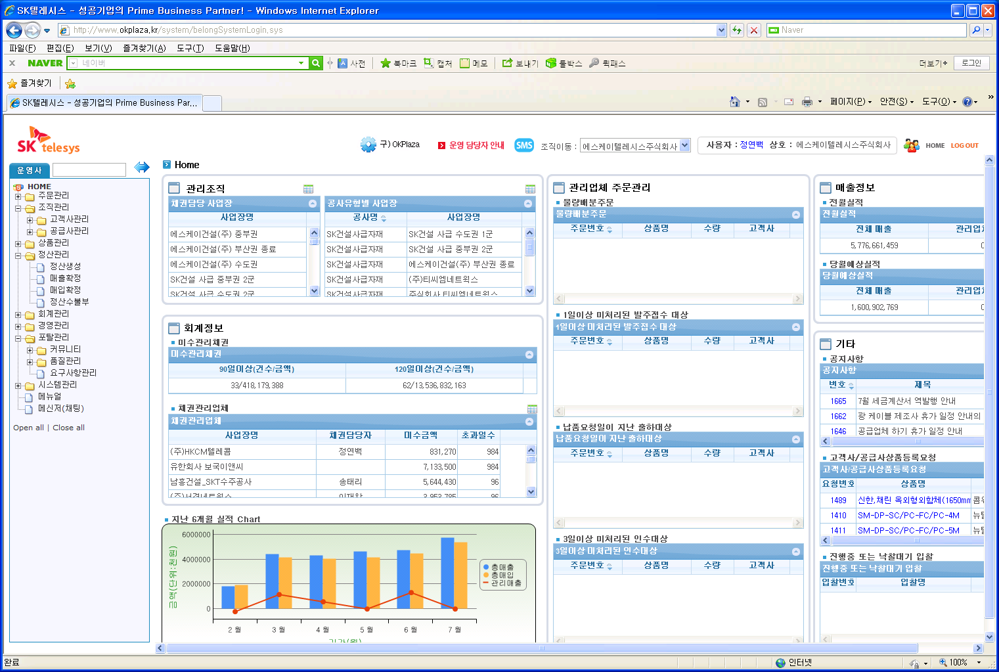 SK텔레시스 - 성공기업의 Prime Business Partner! - Windows Internet Explorer
http://www.okplaza.kr/system/belongSystemLogin.sys
Naver
파일(F) 편집(E) 보기(V) 즐겨찾기(A) 도구(T) 도움말(H)
x NAVER 네이버 사전 북마크 캡처 메모 보내기 툴박스 퀵패스 더보기+ 로그인
즐겨찾기
SK텔레시스 - 성공기업의 Prime Business Par... 페이지(P) 안전(S) 도구(O) »
SK telesys
구) OKPlaza 운영 담당자 안내 SMS 조직이동 : 에스케이텔레시스주식회사 사용자 : 정연백 상호 : 에스케이텔레시스주식회사 HOME LOG OUT
운영사
HOME
주문관리
조직관리
고객사관리
공급사관리
상품관리
정산관리
정산생성
매출확정
매입확정
정산수불부
회계관리
경영관리
포탈관리
커뮤니티
품질관리
요구사항관리
시스템관리
메뉴얼
메신저(채팅)
Open all | Close all
Home
관리조직
채권담당 사업장
사업장명
에스케이건설(주) 중부권
에스케이건설(주) 부산권 종료
에스케이건설(주) 수도권
SK건설 사급 중부권 2군
SK건설 사급 수도권 2군
공사유형별 사업장
공사명 사업장명
SK건설사급자재 SK건설 사급 수도권 1군
SK건설사급자재 SK건설 사급 중부권 2군
SK건설사급자재 에스케이건설(주) 부산권 종료
SK건설사급자재 (주)티씨엠네트웍스
SK건설사급자재 주식회사 티씨엠네트웍스
회계정보
미수관리채권
미수관리채권
90일이상(건수/금액) 120일이상(건수/금액)
33/418,179,388 62/13,536,832,163
채권관리업체
채권관리업체
사업장명 채권담당자 미수금액 초과일수
(주)HKCM텔레콤 정연백 831,270 984
유한회사 보국이앤씨 7,133,500 984
남흥건설_SKT수주공사 송태리 5,644,430 96
(주)서경네트웍스 이재창 3,953,785 96
지난 6개월 실적 Chart
금액(단위:천원)
6000000
4000000
2000000
0
2 월 3 월 4 월 5 월 6 월 7 월
기간(월)
총매출
총매입
관리매출
관리업체 주문관리
물량배분주문
물량배분주문
주문번호 상품명 수량 고객사
1일이상 미처리된 발주접수 대상
1일이상 미처리된 발주접수 대상
주문번호 상품명 수량 고객사
납품요청일이 지난 출하대상
납품요청일이 지난 출하대상
주문번호 상품명 수량 고객사
3일이상 미처리된 인수대상
3일이상 미처리된 인수대상
주문번호 상품명 수량 고객사
매출정보
전월실적
전월실적
전체 매출 관리업체
5,776,661,459 0
당월예상실적
당월예상실적
전체 매출 관리업체
1,600,902,769 0
기타
공지사항
공지사항
번호 제목
1665 7월 세금계산서 역발행 안내
1662 광 케이블 제조사 휴가 일정 안내의
1646 공급업체 하기 휴가 일정 안내
고객사/공급사상품등록요청
고객사/공급사상품등록요청
요청번호 상품명
1489 신한,채린 옥외형외함체(1650mm 콤우
1410 SM-DP-SC/PC-FC/PC-4M 뉴틸
1411 SM-DP-SC/PC-FC/PC-5M 뉴틸
진행중 또는 낙찰대기 입찰
진행중 또는 낙찰대기 입찰
입찰번호 입찰명
완료 인터넷 100%